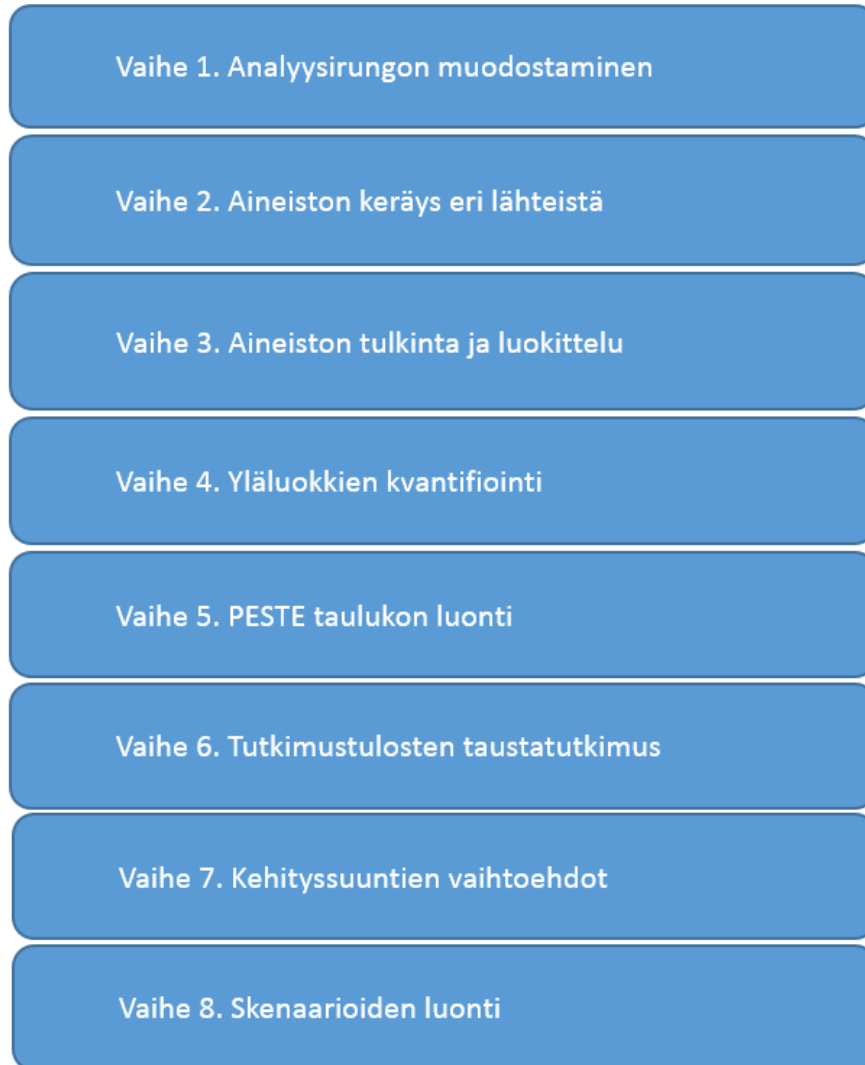 Vaihe 1. Analyysirungon muodostaminen
Vaihe 2. Aineiston keräys eri lähteistä
Vaihe 3. Aineiston tulkinta ja luokittelu
Vaihe 4. Yläluokkien kvantifiointi
Vaihe 5. PESTE taulukon luonti
Vaihe 6. Tutkimustulosten taustatutkimus
Vaihe 7. Kehityssuuntien vaihtoehdot
Vaihe 8. Skenaarioiden luonti